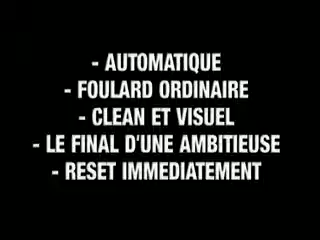 - AUTOMATIQUE
- FOULARD ORDINAIRE
- CLEAN ET VISUEL
- LE FINAL D'UNE AMBITIEUSE
- RESET IMMEDIATEMENT